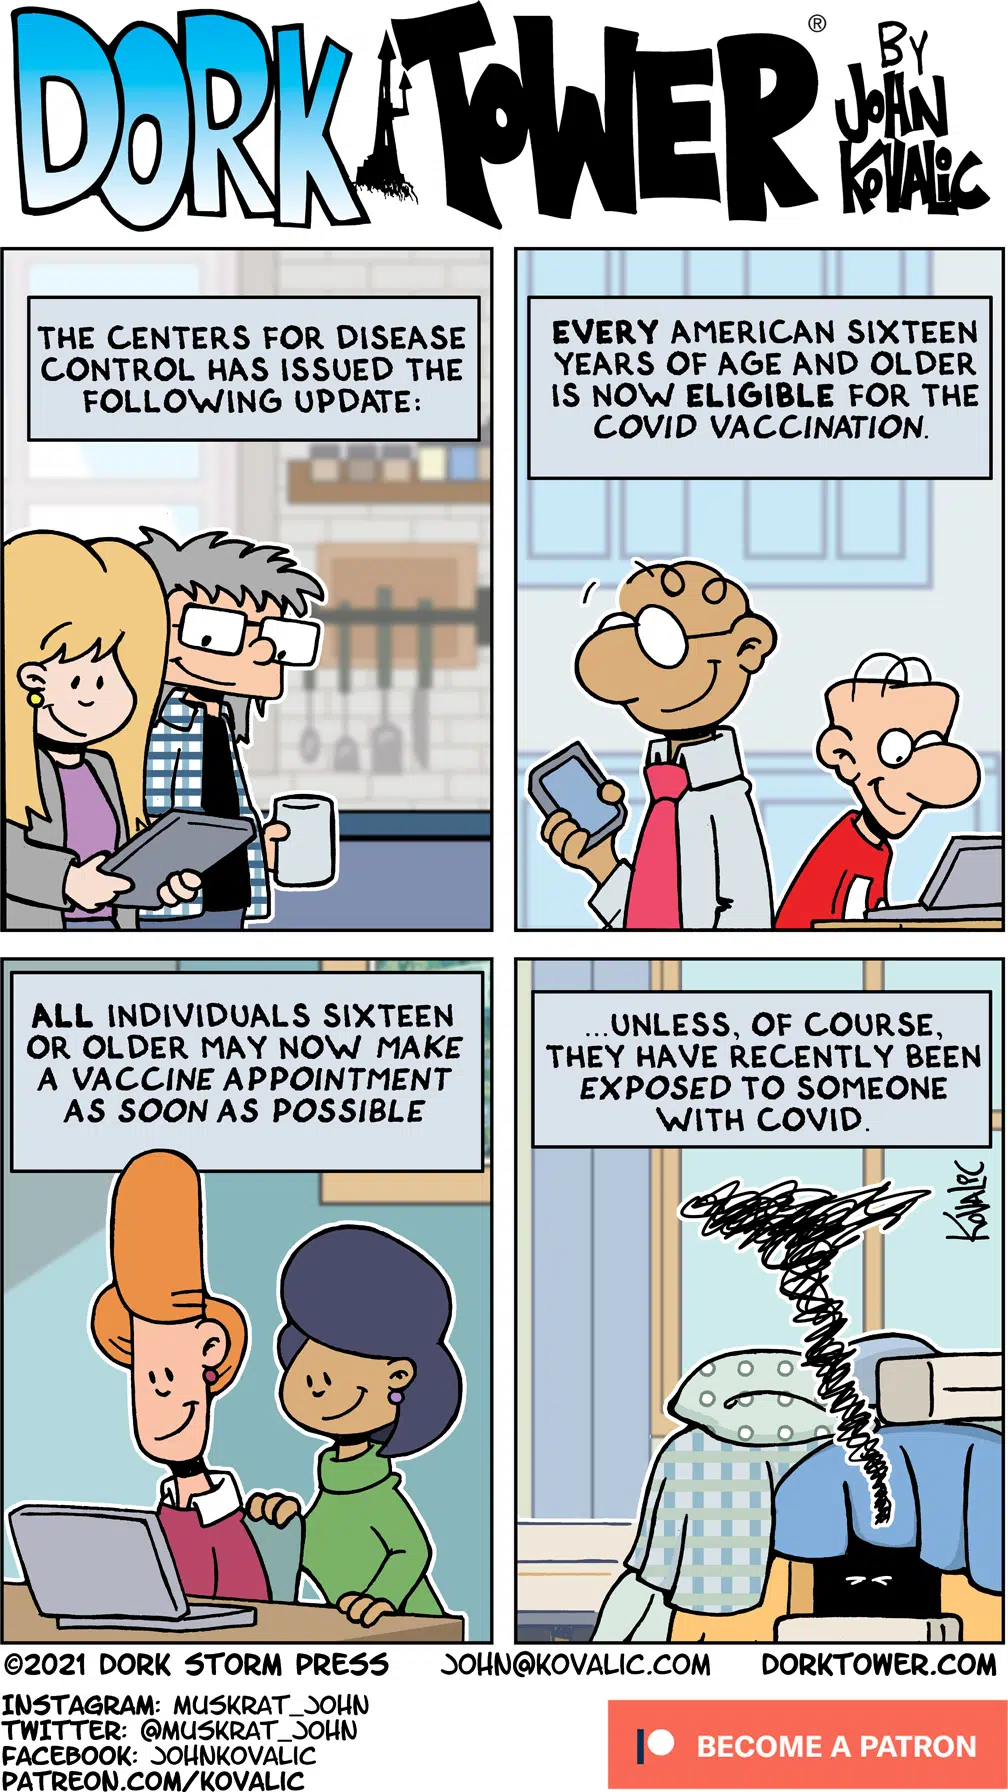 DORK TOWER ®
BY
JOHN
KOVALIC
THE CENTERS FOR DISEASE
CONTROL HAS ISSUED THE
FOLLOWING UPDATE:
EVERY AMERICAN SIXTEEN
YEARS OF AGE AND OLDER
IS NOW ELIGIBLE FOR THE
COVID VACCINATION.
ALL INDIVIDUALS SIXTEEN
OR OLDER MAY NOW MAKE
A VACCINE APPOINTMENT
AS SOON AS POSSIBLE
...UNLESS, OF COURSE,
THEY HAVE RECENTLY BEEN
EXPOSED TO SOMEONE
WITH COVID.
KOVALIC
©2021 DORK STORM PRESS JOHN@KOVALIC.COM DORKTOWER.COM
INSTAGRAM: MUSKRAT_JOHN
TWITTER: @MUSKRAT_JOHN
FACEBOOK: JOHNKOVALIC
PATREON.COM/KOVALIC
BECOME A PATRON